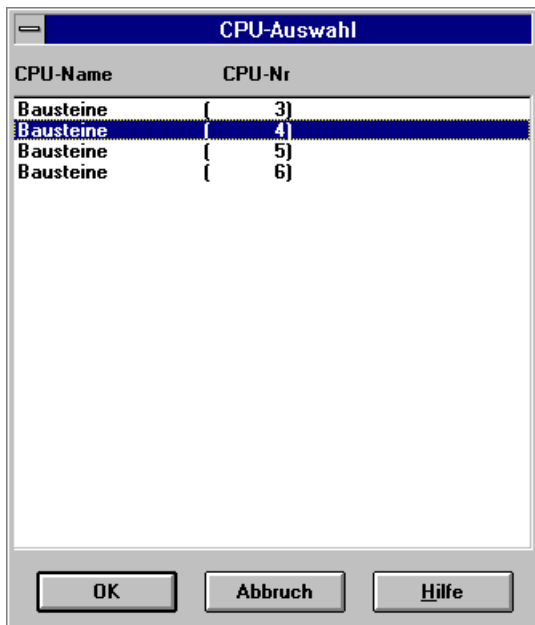 CPU-Auswahl
CPU-Name CPU-Nr
Bausteine ( 3)
Bausteine ( 4)
Bausteine ( 5)
Bausteine ( 6)
OK Abbruch Hilfe